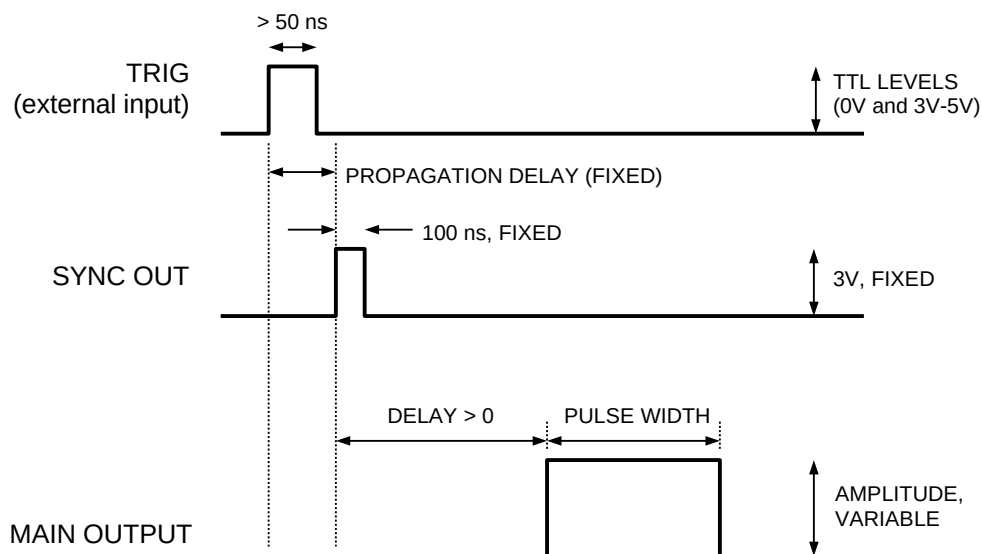 > 50 ns
TRIG
(external input)
TTL LEVELS
(0V and 3V-5V)
PROPAGATION DELAY (FIXED)
100 ns, FIXED
SYNC OUT
3V, FIXED
DELAY > 0
PULSE WIDTH
AMPLITUDE,
VARIABLE
MAIN OUTPUT